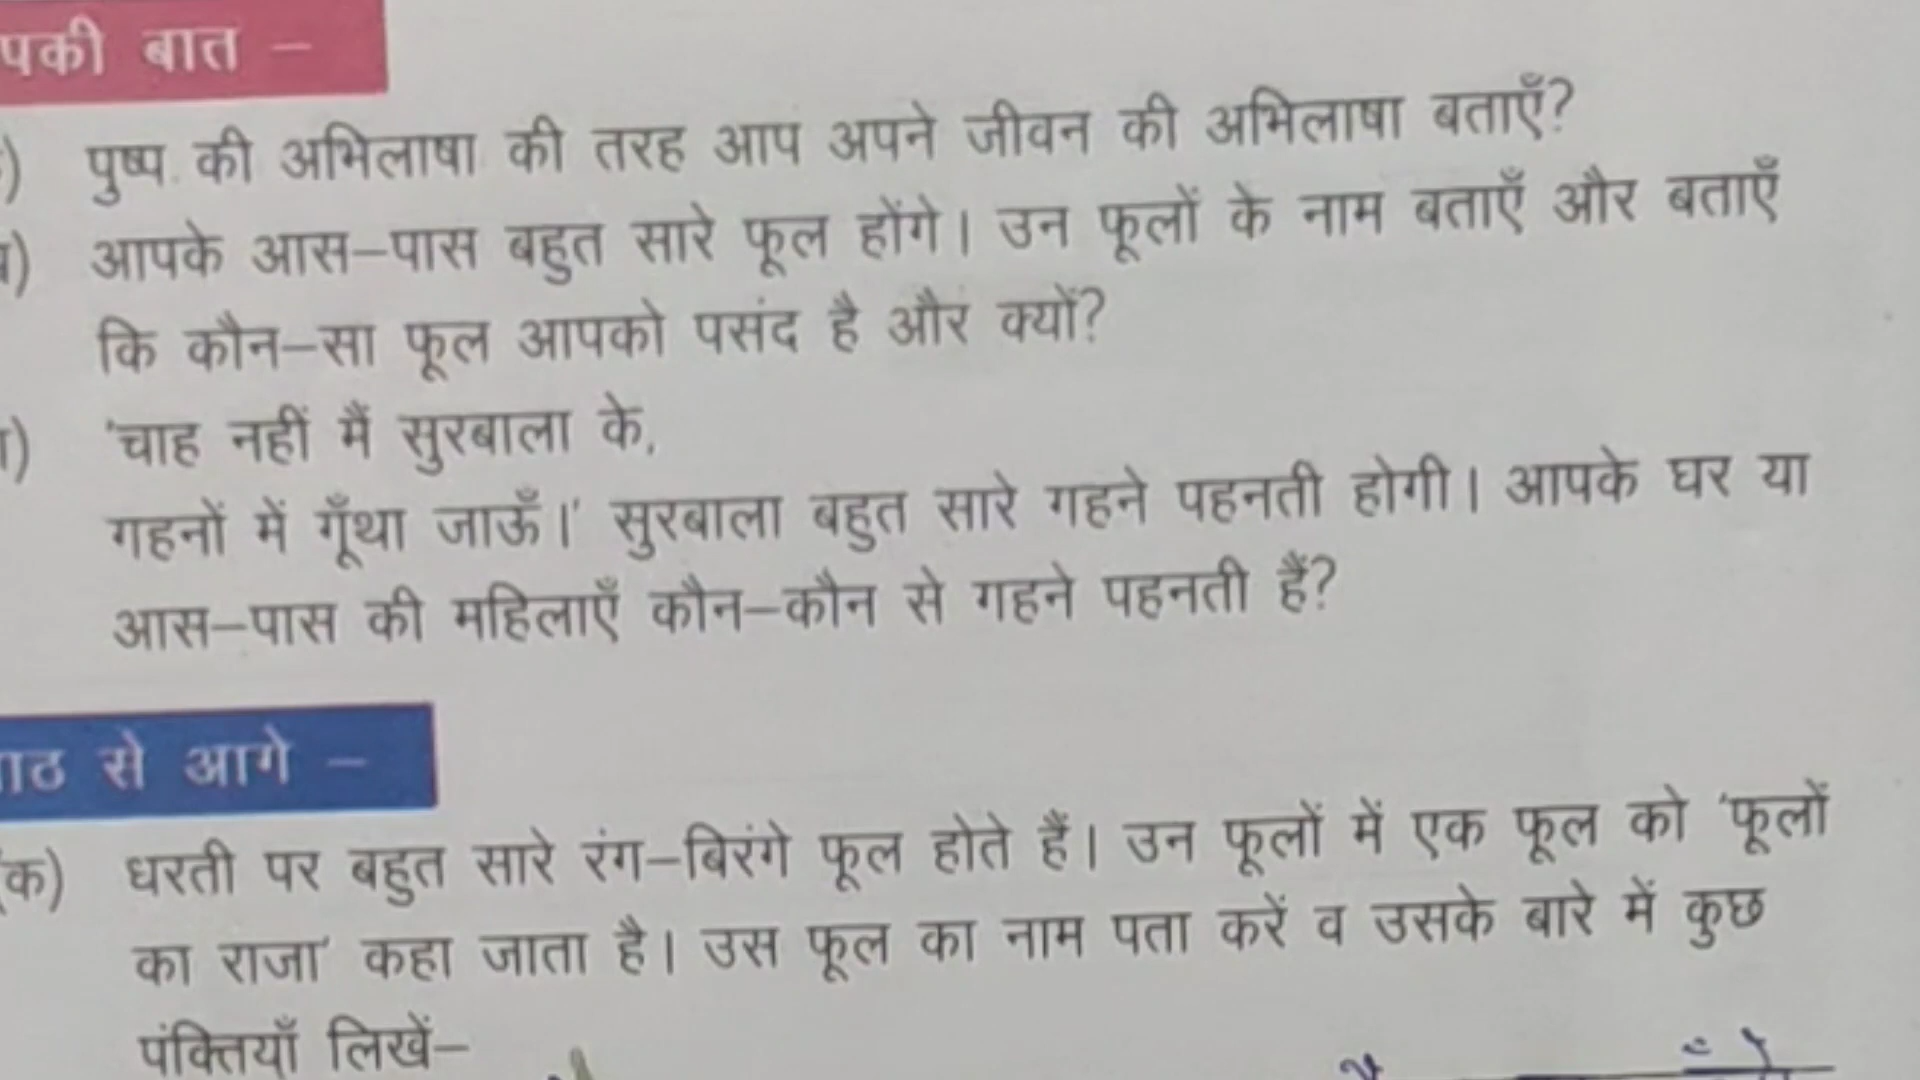 पकी बात –
) पुष्प की अभिलाषा की तरह आप अपने जीवन की अभिलाषा बताएँ?
) आपके आस–पास बहुत सारे फूल होंगे। उन फूलों के नाम बताएँ और बताएँ
कि कौन–सा फूल आपको पसंद है और क्यों?
) 'चाह नहीं मैं सुरबाला के,
गहनों में गूँथा जाऊँ।' सुरबाला बहुत सारे गहने पहनती होगी। आपके घर या
आस–पास की महिलाएँ कौन–कौन से गहने पहनती हैं?
ाठ से आगे –
(क) धरती पर बहुत सारे रंग–बिरंगे फूल होते हैं। उन फूलों में एक फूल को 'फूलों
का राजा' कहा जाता है। उस फूल का नाम पता करें व उसके बारे में कुछ
पंक्तियाँ लिखें–